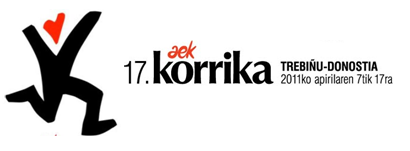 aek
17. korrika
TREBIÑU-DONOSTIA
2011ko apirilaren 7tik 17ra